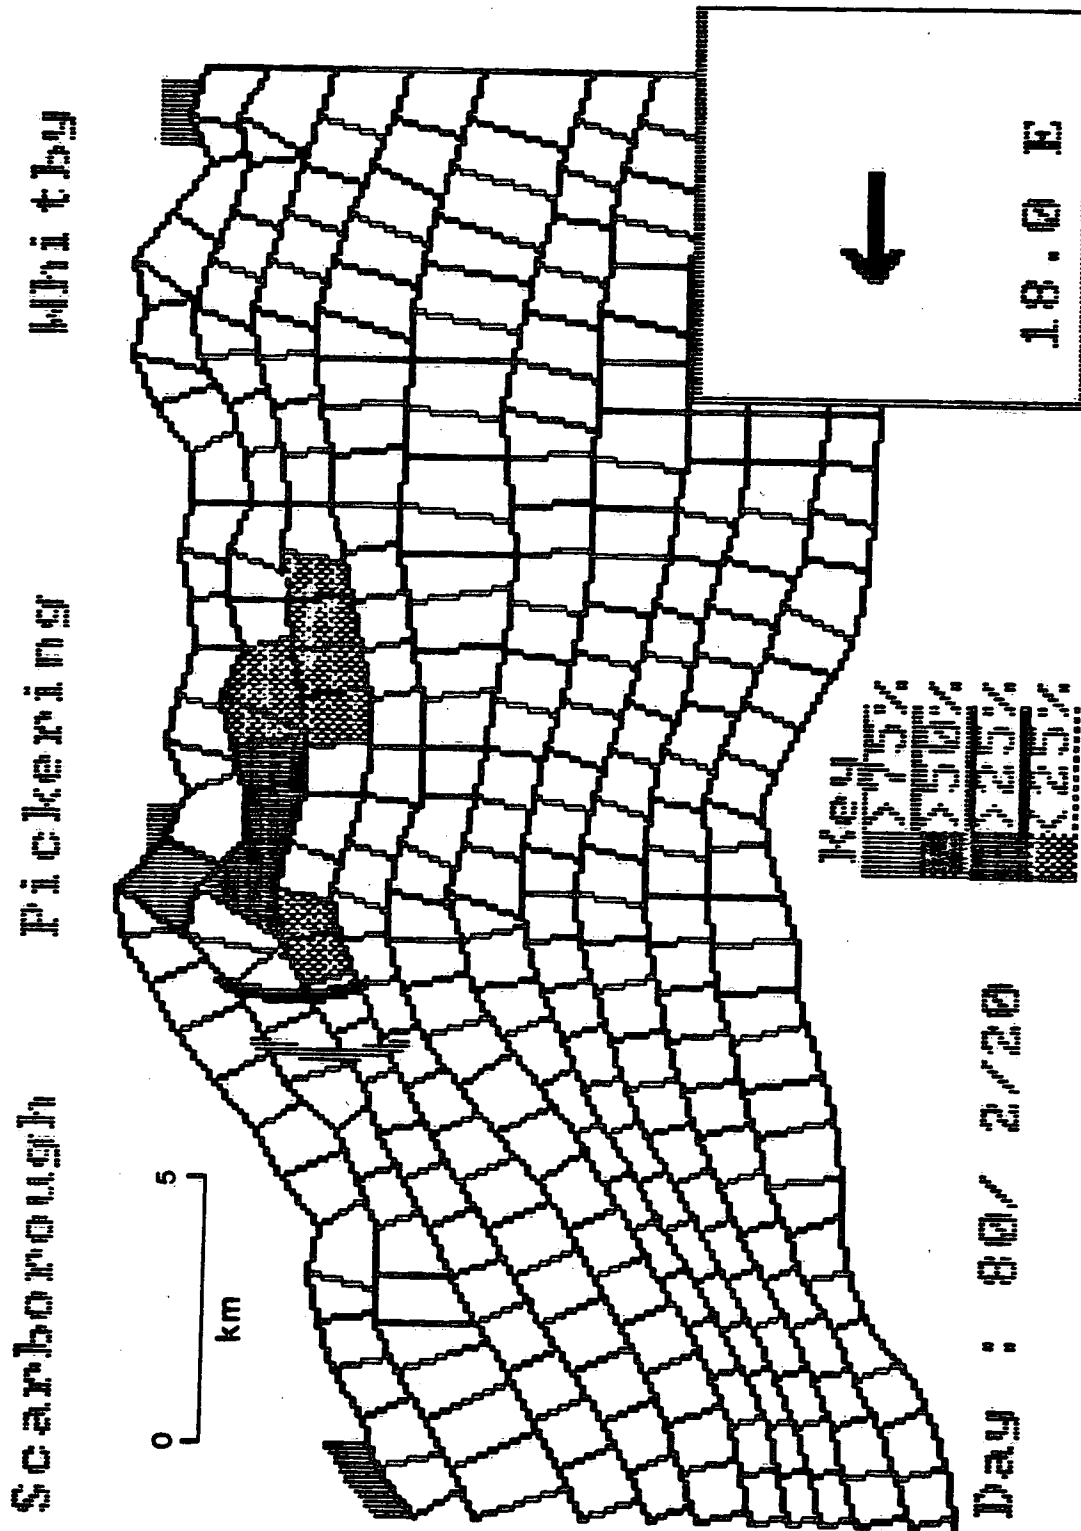 Scarborough Pickering Whitby
0 5
km
Key
>75%
>50%
>25%
<25%
Day : 80/ 2/20
18.0 E